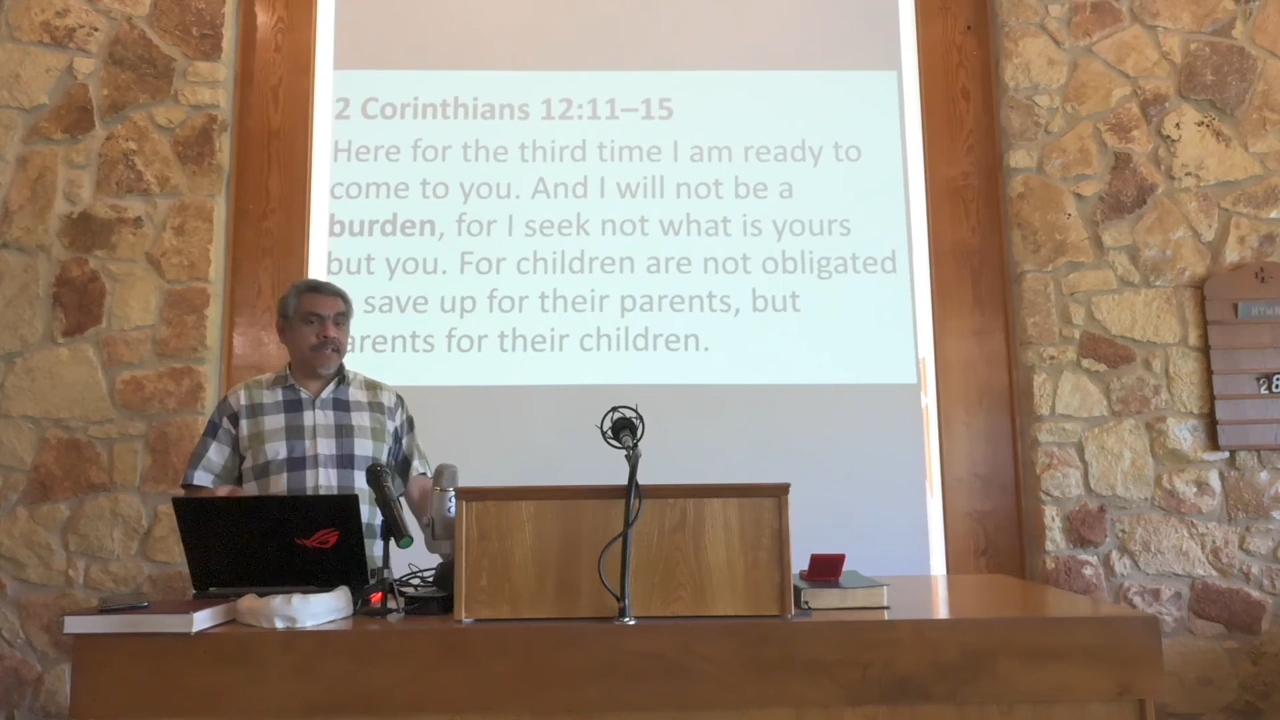 2 Corinthians 12:11–15
Here for the third time I am ready to
come to you. And I will not be a
burden, for I seek not what is yours
but you. For children are not obligated
save up for their parents, but
arents for their children.
HYMN
28